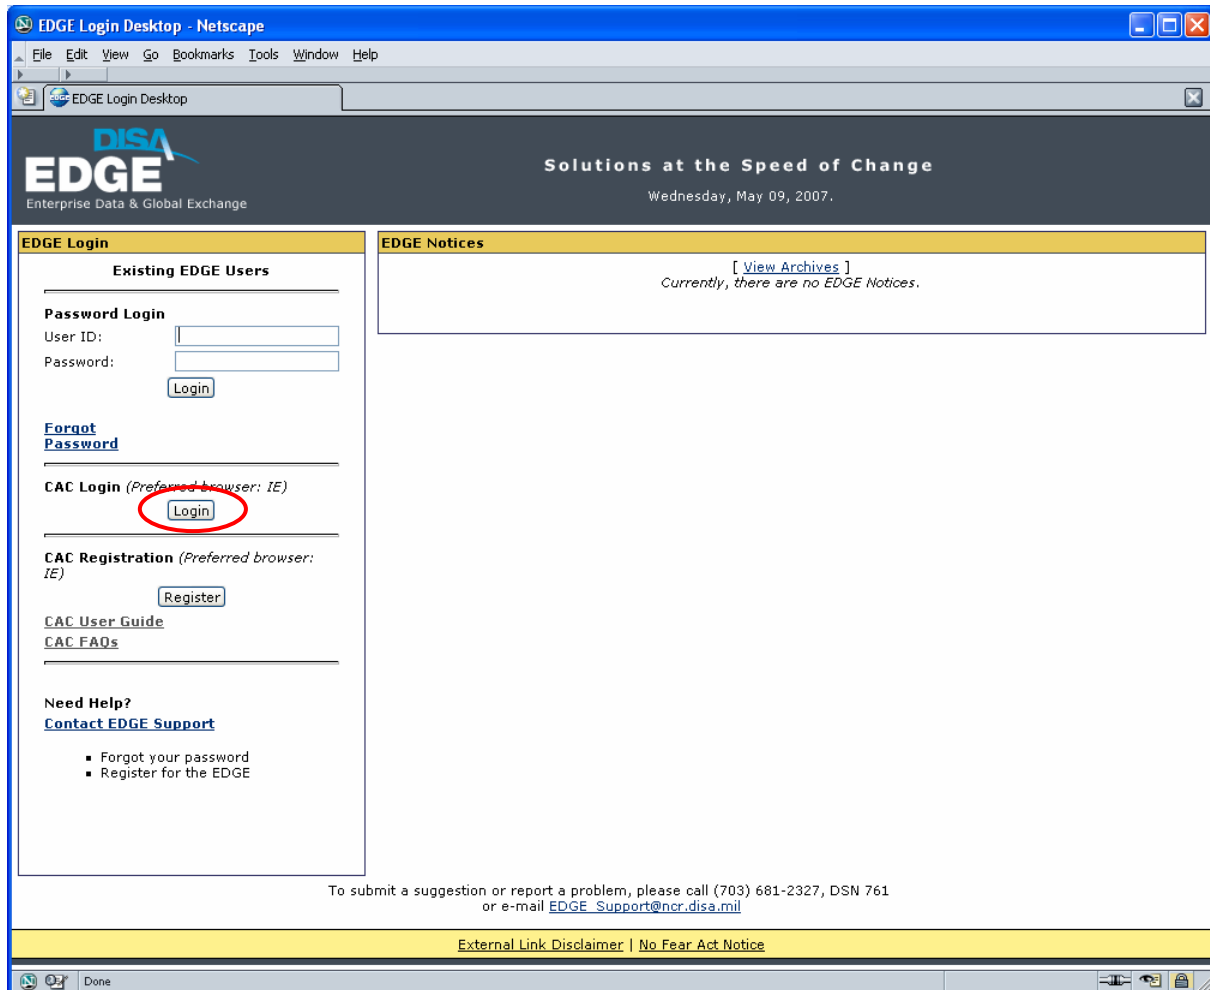 EDGE Login Desktop - Netscape
File Edit View Go Bookmarks Tools Window Help
EDGE Login Desktop
DISA
EDGE
Enterprise Data & Global Exchange
Solutions at the Speed of Change
Wednesday, May 09, 2007.
EDGE Login
Existing EDGE Users
Password Login
User ID:
Password:
Login
Forgot
Password
CAC Login (Preferred browser: IE)
Login
CAC Registration (Preferred browser:
IE)
Register
CAC User Guide
CAC FAQs
Need Help?
Contact EDGE Support
▪ Forgot your password
▪ Register for the EDGE
EDGE Notices
[ View Archives ]
Currently, there are no EDGE Notices.
To submit a suggestion or report a problem, please call (703) 681-2327, DSN 761
or e-mail EDGE_Support@ncr.disa.mil
External Link Disclaimer | No Fear Act Notice
Done